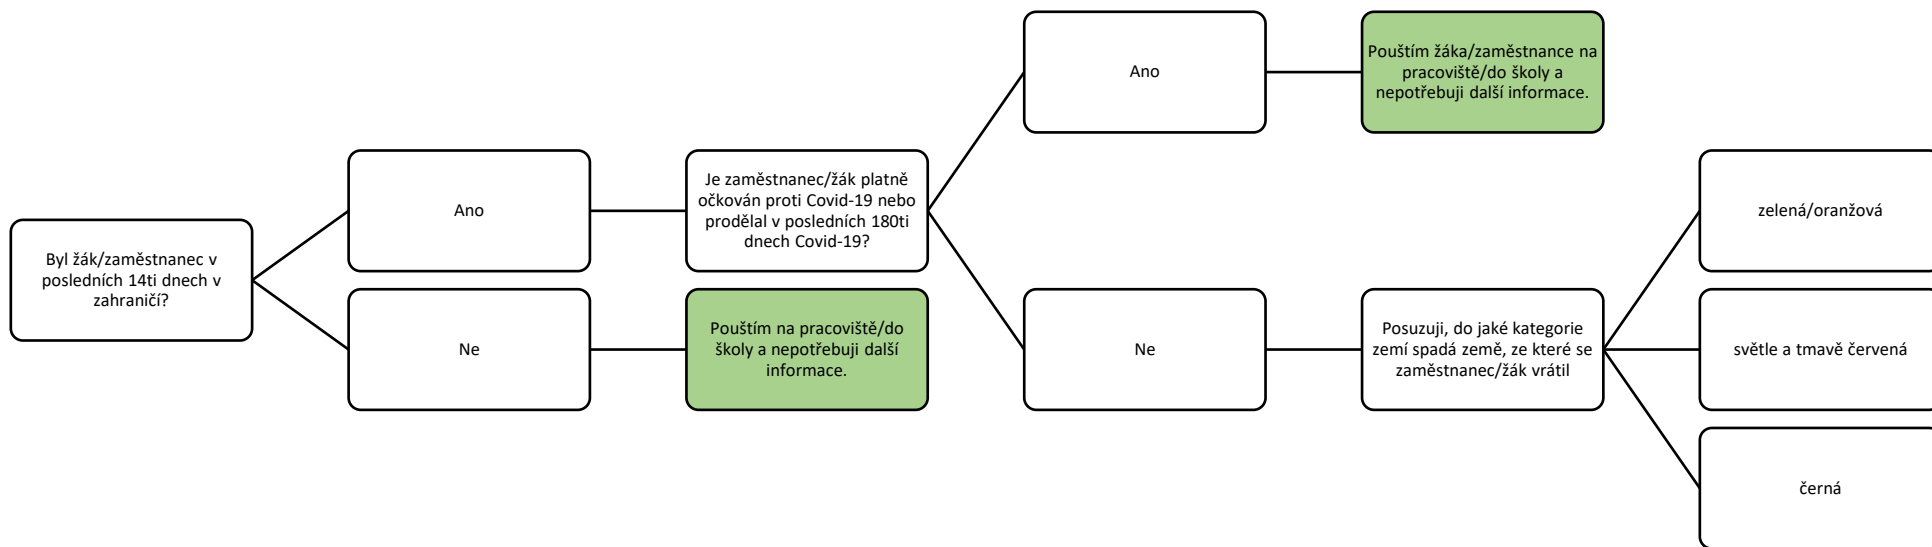 Byl žák/zaměstnanec v
posledních 14ti dnech v
zahraničí?
Ano
Ne
Je zaměstnanec/žák platně
očkován proti Covid-19 nebo
prodělal v posledních 180ti
dnech Covid-19?
Pouštím na pracoviště/do
školy a nepotřebuji další
informace.
Ano
Ne
Pouštím žáka/zaměstnance na
pracoviště/do školy a
nepotřebuji další informace.
Posuzuji, do jaké kategorie
zemí spadá země, ze které se
zaměstnanec/žák vrátil
zelená/oranžová
světle a tmavě červená
černá